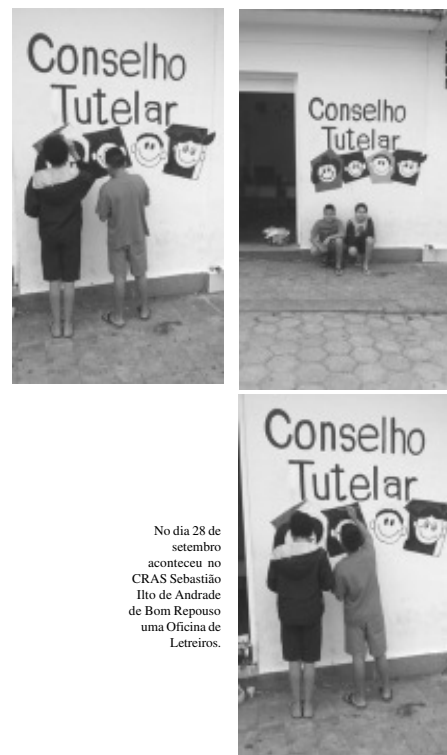 Conselho
Tutelar
Conselho
Tutelar
Conselho
Tutelar
No dia 28 de
setembro
aconteceu no
CRAS Sebastião
Ilto de Andrade
de Bom Repouso
uma Oficina de
Letreiros.